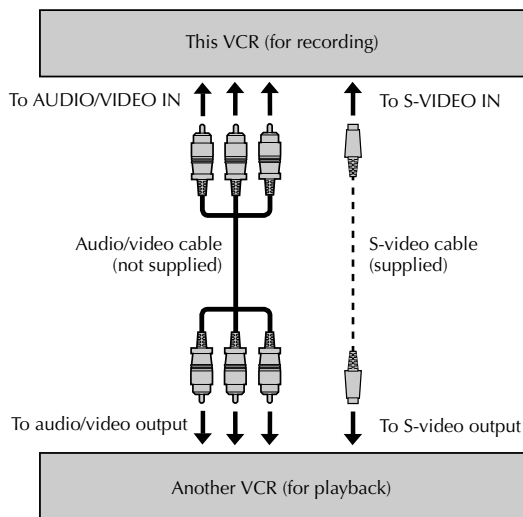 This VCR (for recording)
To AUDIO/VIDEO IN
To S-VIDEO IN
Audio/video cable
(not supplied)
S-video cable
(supplied)
To audio/video output
To S-video output
Another VCR (for playback)